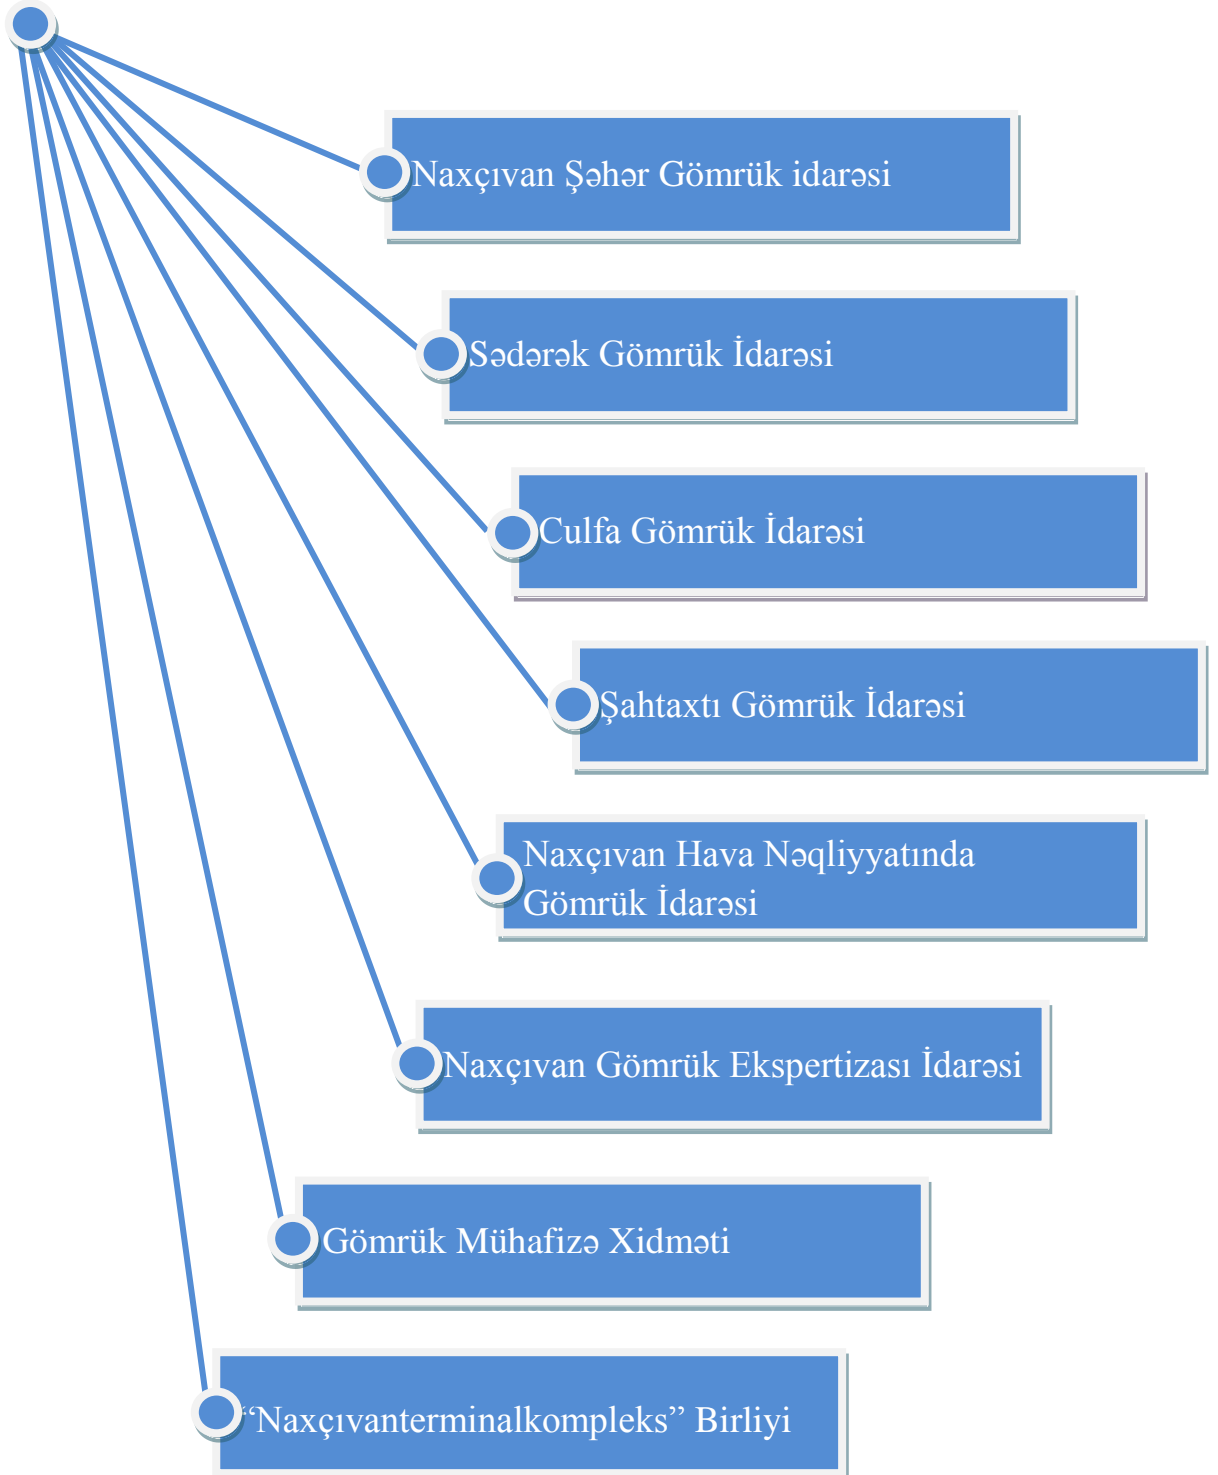 Naxçıvan Şəhər Gömrük idarəsi
Sədərək Gömrük İdarəsi
Culfa Gömrük İdarəsi
Şahtaxtı Gömrük İdarəsi
Naxçıvan Hava Nəqliyyatında
Gömrük İdarəsi
Naxçıvan Gömrük Ekspertizası İdarəsi
Gömrük Mühafizə Xidməti
“Naxçıvanterminalkompleks” Birliyi